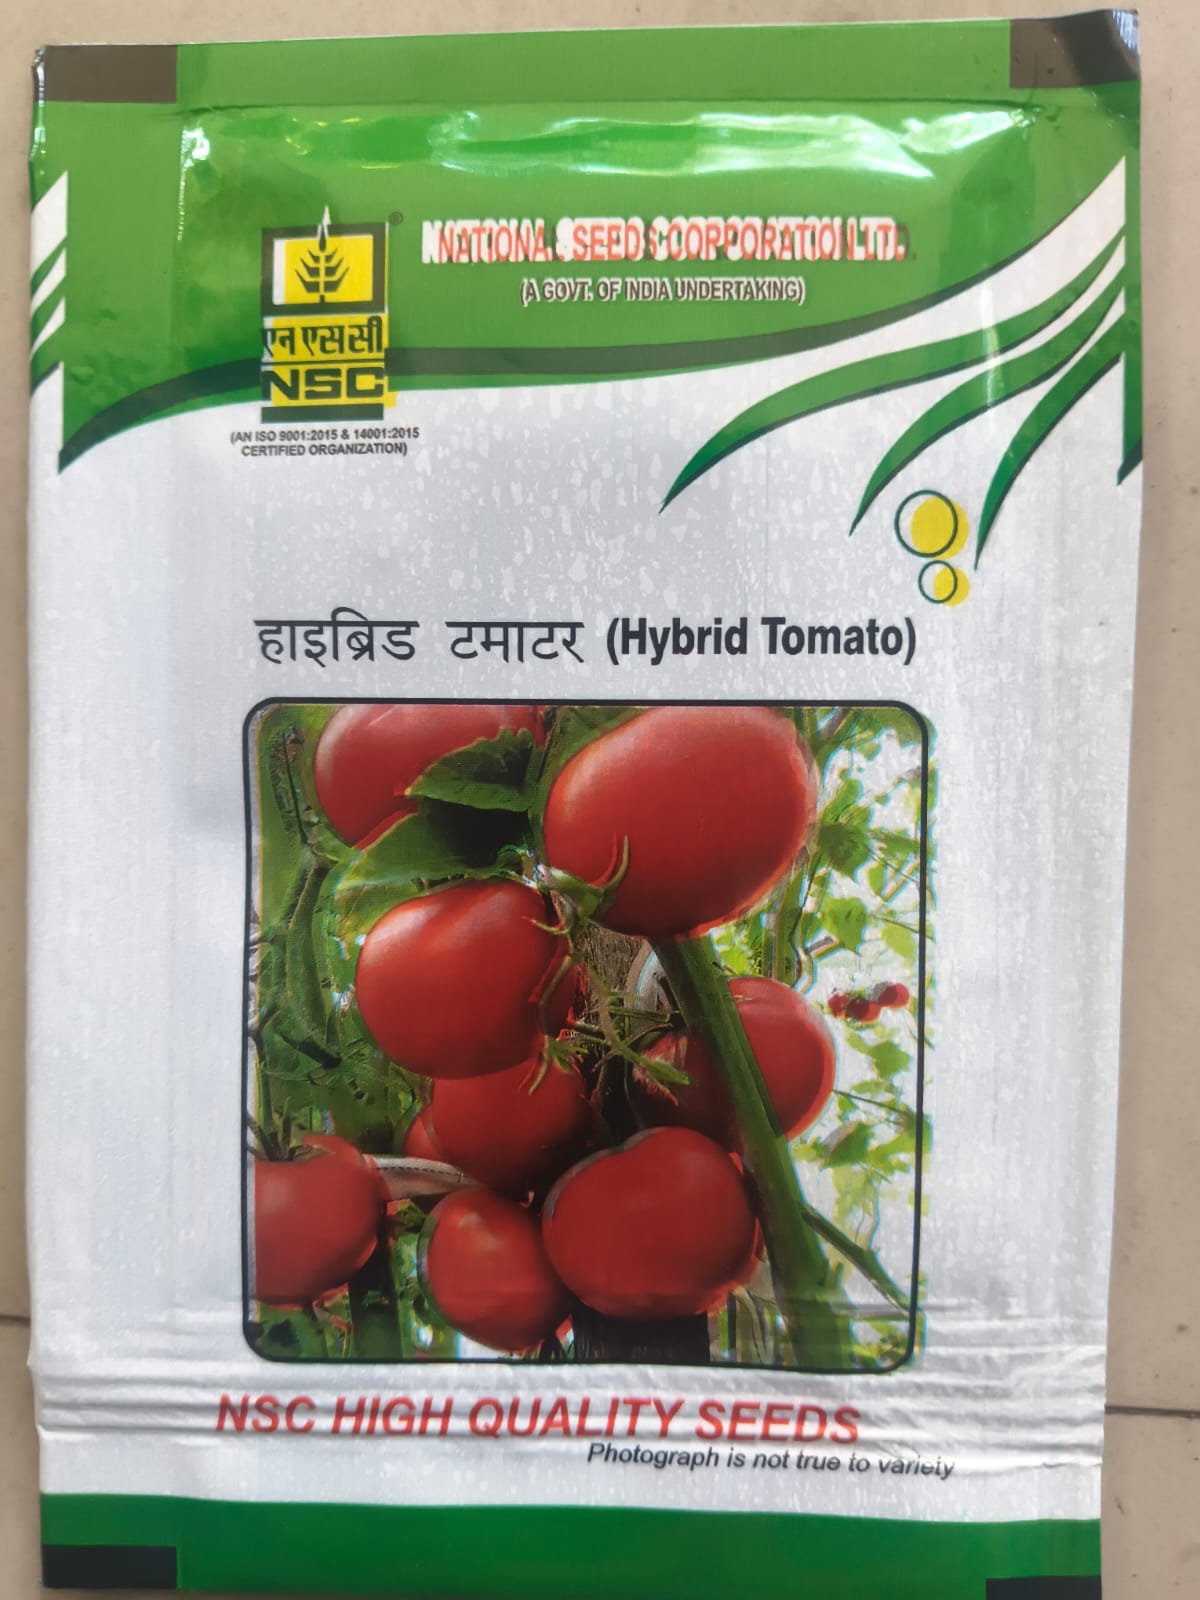 NATIONAL SEEDS CORPORATION LTD.
(A GOVT. OF INDIA UNDERTAKING)
®
एन एस सी
NSC
(AN ISO 9001:2015 & 14001:2015
CERTIFIED ORGANIZATION)
हाइब्रिड टमाटर (Hybrid Tomato)
NSC HIGH QUALITY SEEDS
Photograph is not true to variety